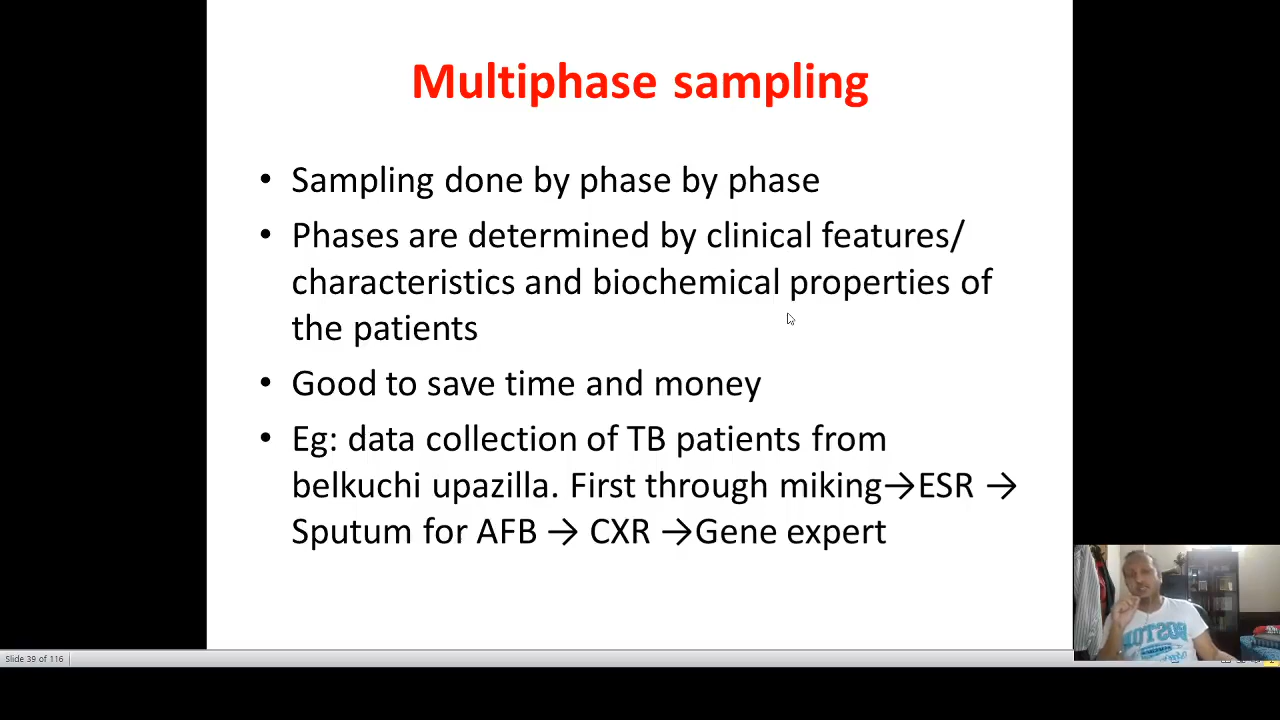 Multiphase sampling
• Sampling done by phase by phase
• Phases are determined by clinical features/
characteristics and biochemical properties of
the patients
• Good to save time and money
• Eg: data collection of TB patients from
belkuchi upazilla. First through miking→ESR →
Sputum for AFB → CXR →Gene expert
BOSTON
Slide 39 of 116